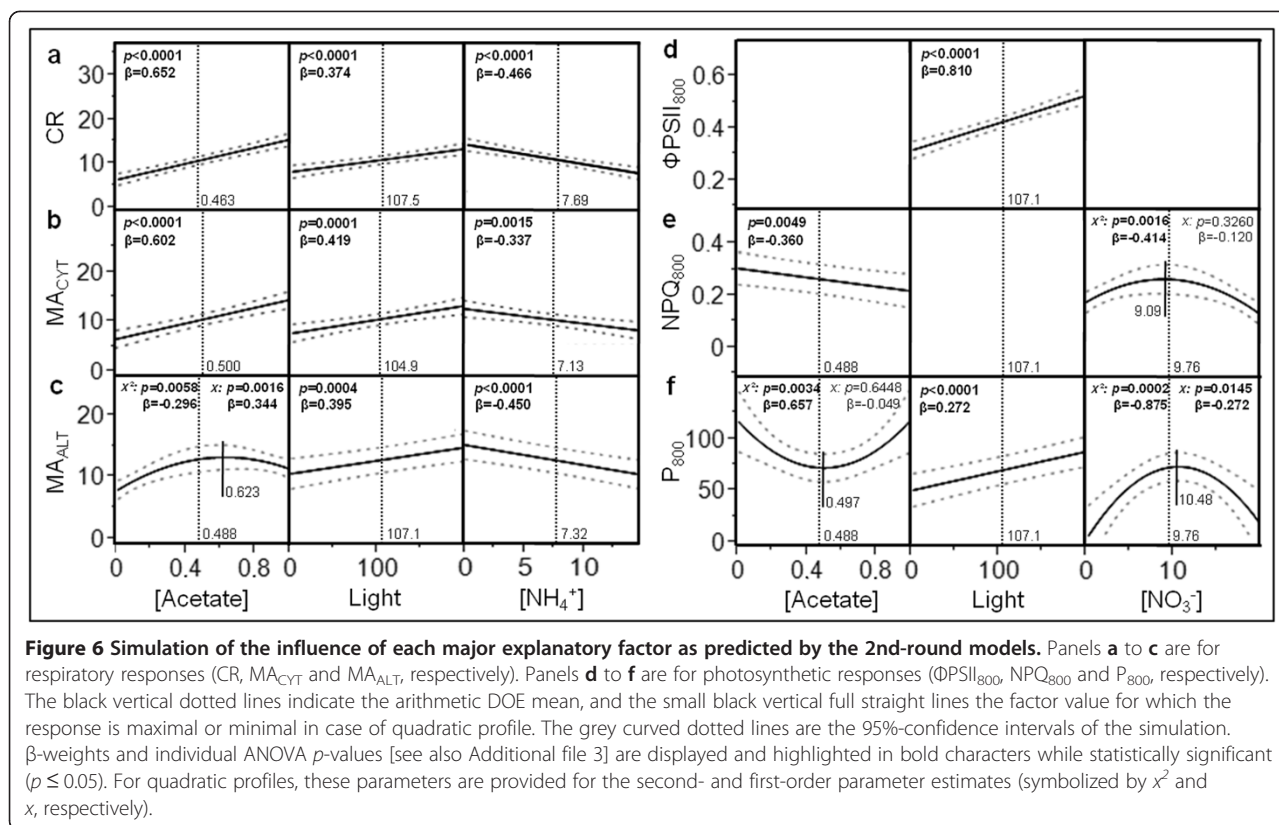 a
p<0.0001
β=0.652
p<0.0001
β=0.374
p<0.0001
β=-0.466
CR
30
20
10
0
0.463
107.5
7.69
b
p<0.0001
β=0.602
p=0.0001
β=0.419
p=0.0015
β=-0.337
MA_CYT
20
10
0
0.500
104.9
7.13
c
x²: p=0.0058
β=-0.296
x: p=0.0016
β=0.344
p=0.0004
β=0.395
p<0.0001
β=-0.450
MA_ALT
20
10
0
0.623
0.488
107.1
7.32
0 0.4 0.8
0 100
0 5 10
[Acetate]
Light
[NH₄⁺]
d
p<0.0001
β=0.810
ΦPSII₈₀₀
0.6
0.4
0.2
107.1
e
p=0.0049
β=-0.360
x²: p=0.0016
β=-0.414
x: p=0.3260
β=-0.120
NPQ₈₀₀
0.4
0.2
0
9.09
0.488
107.1
9.76
f
x²: p=0.0034
β=0.657
x: p=0.6448
β=-0.049
p<0.0001
β=0.272
x²: p=0.0002
β=-0.875
x: p=0.0145
β=-0.272
P₈₀₀
100
50
0
0.497
0.488
107.1
10.48
9.76
0 0.4 0.8
0 100
0 10
[Acetate]
Light
[NO₃⁻]
Figure 6 Simulation of the influence of each major explanatory factor as predicted by the 2nd-round models. Panels a to c are for
respiratory responses (CR, MA_CYT and MA_ALT, respectively). Panels d to f are for photosynthetic responses (ΦPSII₈₀₀, NPQ₈₀₀ and P₈₀₀, respectively).
The black vertical dotted lines indicate the arithmetic DOE mean, and the small black vertical full straight lines the factor value for which the
response is maximal or minimal in case of quadratic profile. The grey curved dotted lines are the 95%-confidence intervals of the simulation.
β-weights and individual ANOVA p-values [see also Additional file 3] are displayed and highlighted in bold characters while statistically significant
(p ≤ 0.05). For quadratic profiles, these parameters are provided for the second- and first-order parameter estimates (symbolized by x² and
x, respectively).